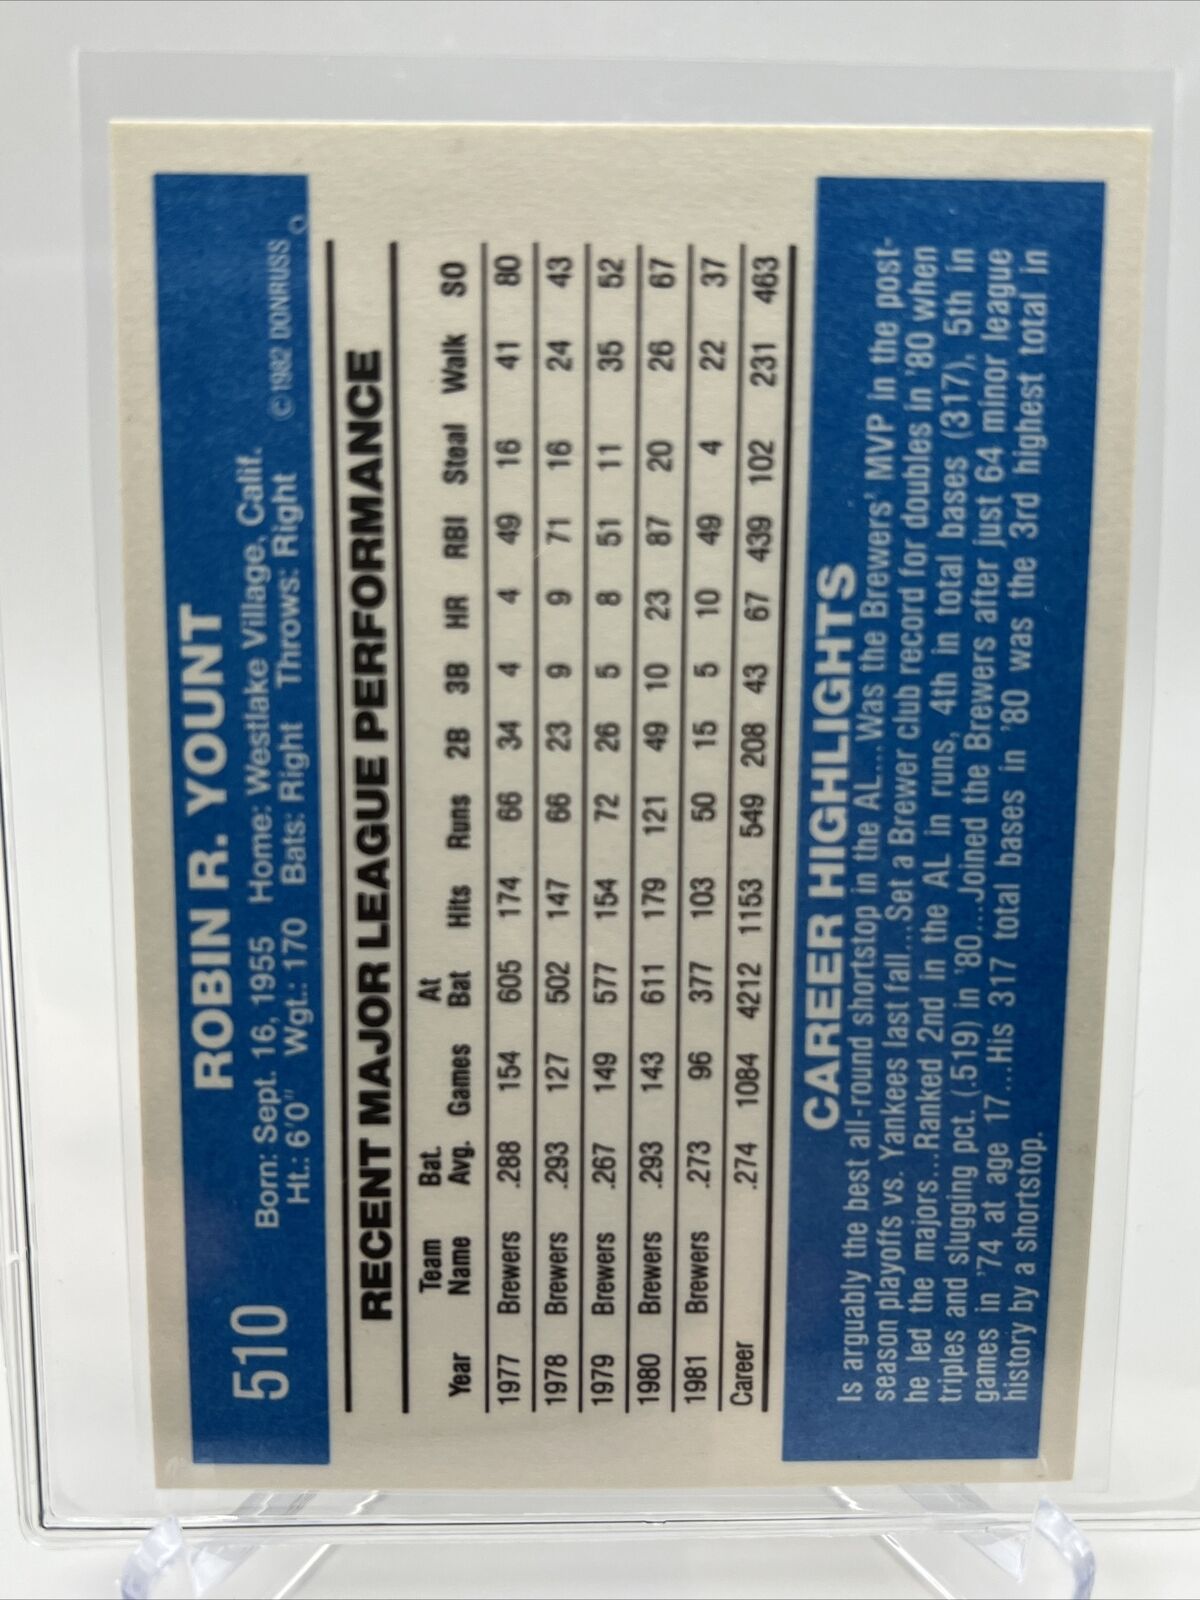 510 ROBIN R. YOUNT
Born: Sept. 16, 1955 Home: Westlake Village, Calif.
Ht.: 6'0" Wgt.: 170 Bats: Right Throws: Right © 1982 DONRUSS
RECENT MAJOR LEAGUE PERFORMANCE
Year Team Name Bat. Avg. Games At Bat Hits Runs 2B 3B HR RBI Steal Walk SO
1977 Brewers .288 154 605 174 66 34 4 4 49 16 41 80
1978 Brewers .293 127 502 147 66 23 9 9 71 16 24 43
1979 Brewers .267 149 577 154 72 26 5 8 51 11 35 52
1980 Brewers .293 143 611 179 121 49 10 23 87 20 26 67
1981 Brewers .273 96 377 103 50 15 5 10 49 4 22 37
Career .274 1084 4212 1153 549 208 43 67 439 102 231 463
CAREER HIGHLIGHTS
Is arguably the best all-round shortstop in the AL...Was the Brewers' MVP in the post-
season playoffs vs. Yankees last fall...Set a Brewer club record for doubles in '80 when
he led the majors...Ranked 2nd in the AL in runs, 4th in total bases (317), 5th in
triples and slugging pct. (.519) in '80...Joined the Brewers after just 64 minor league
games in '74 at age 17...His 317 total bases in '80 was the 3rd highest total in
history by a shortstop.